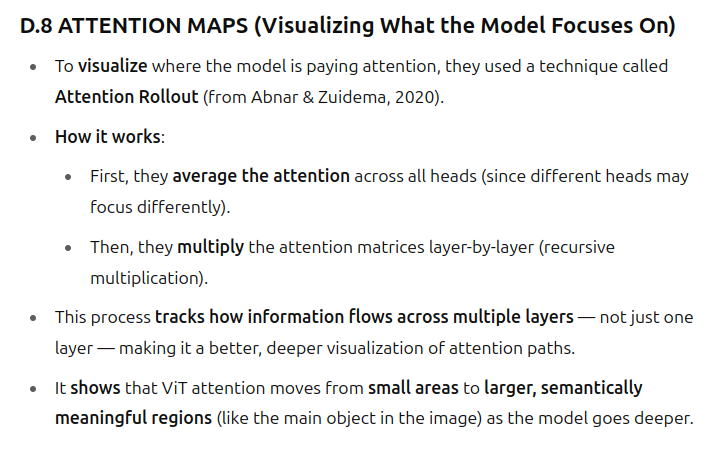 D.8 ATTENTION MAPS (Visualizing What the Model Focuses On)
• To visualize where the model is paying attention, they used a technique called
Attention Rollout (from Abnar & Zuidema, 2020).
• How it works:
• First, they average the attention across all heads (since different heads may
focus differently).
• Then, they multiply the attention matrices layer-by-layer (recursive
multiplication).
• This process tracks how information flows across multiple layers — not just one
layer — making it a better, deeper visualization of attention paths.
• It shows that ViT attention moves from small areas to larger, semantically
meaningful regions (like the main object in the image) as the model goes deeper.